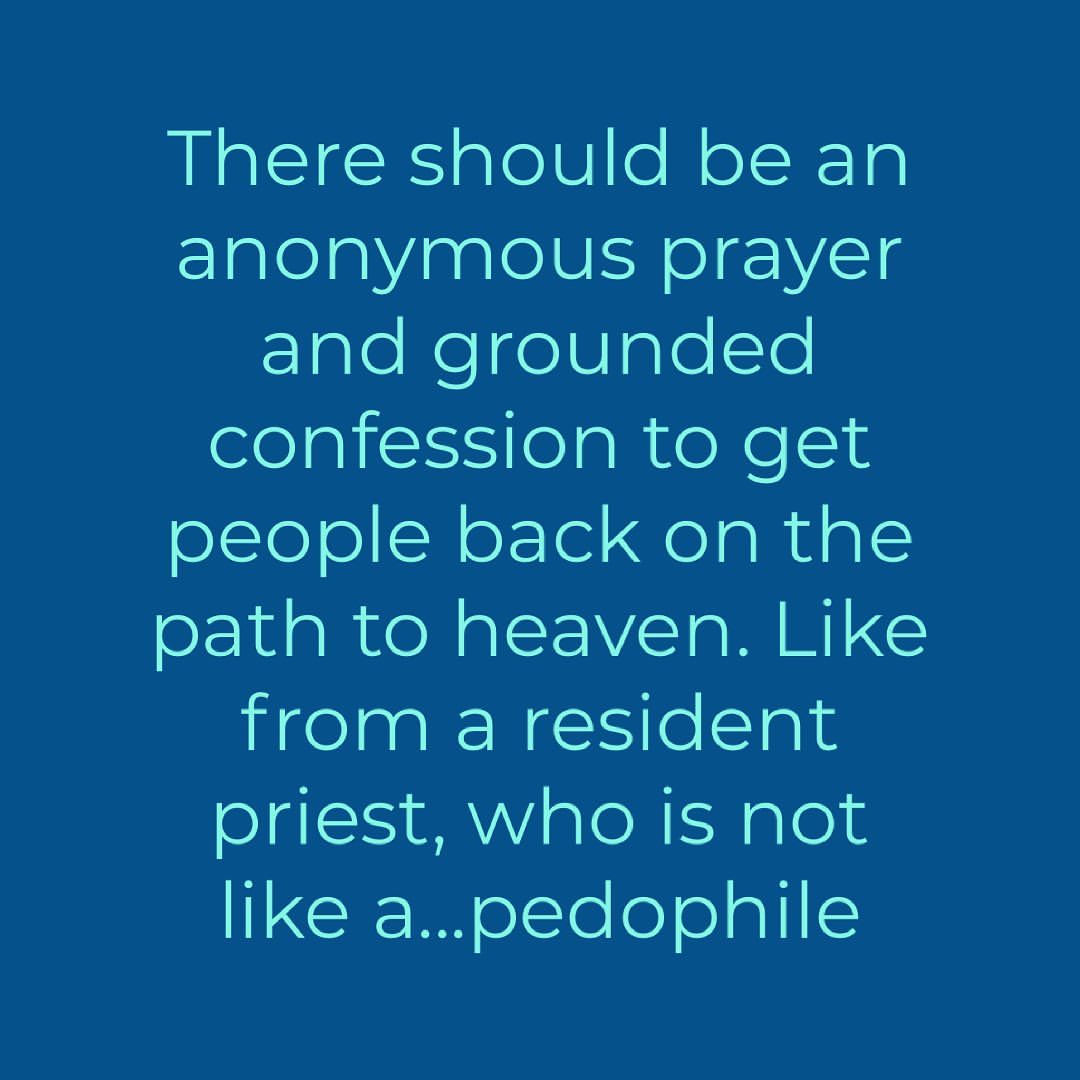 There should be an
anonymous prayer
and grounded
confession to get
people back on the
path to heaven. Like
from a resident
priest, who is not
like a...pedophile